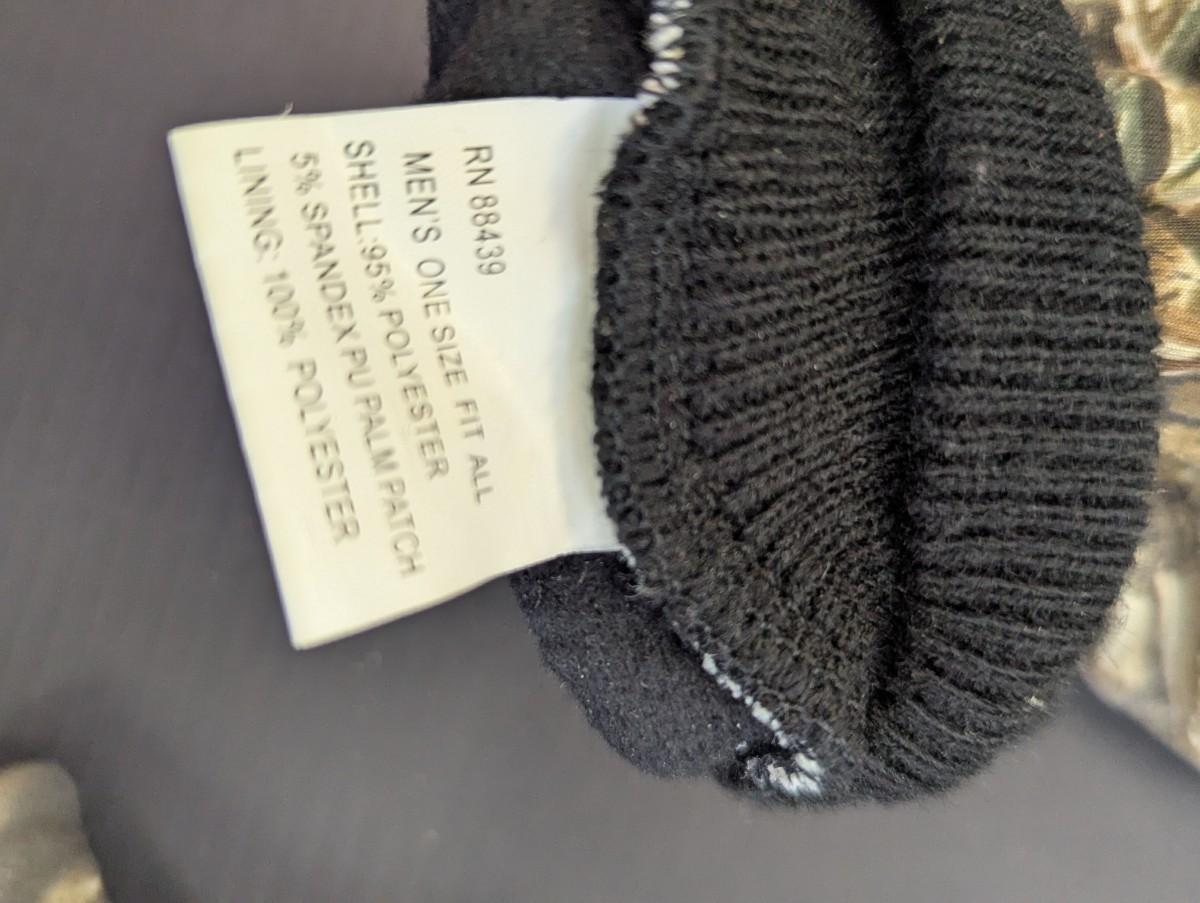 RN 88439
MEN'S ONE SIZE FIT ALL
SHELL:95% POLYESTER
5% SPANDEX PU PALM PATCH
LINING: 100% POLYESTER